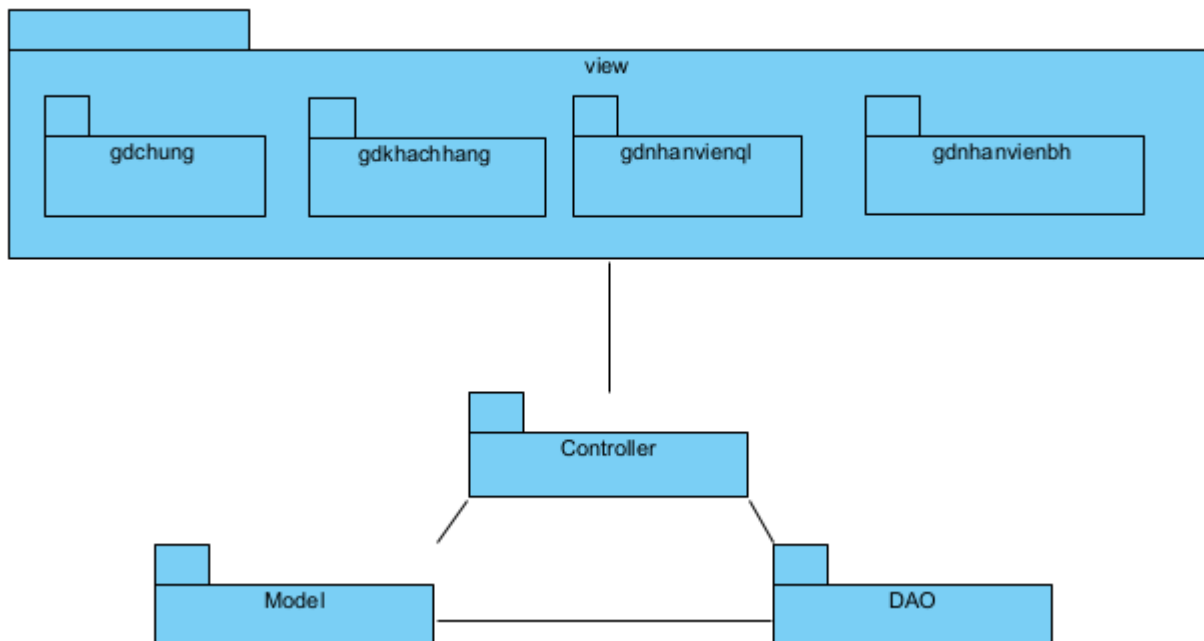 view
gdchung
gdkhachhang
gdnhanvienql
gdnhanvienbh
Controller
Model
DAO